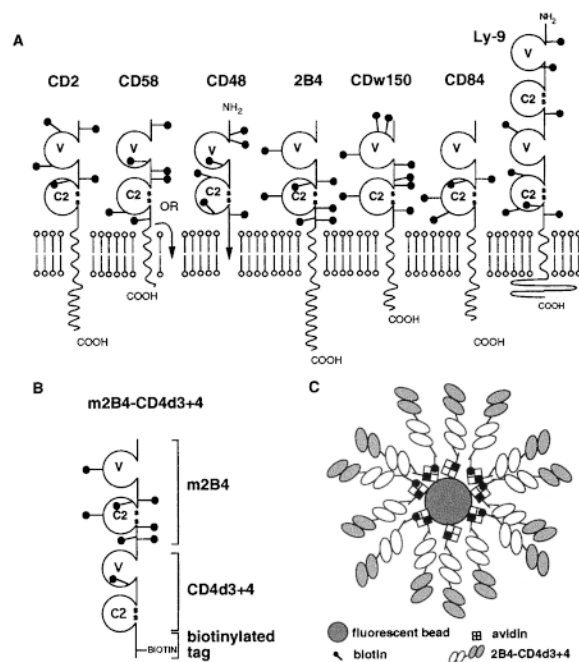 A
CD2
CD58
CD48
2B4
CDw150
CD84
Ly-9
NH2
NH2
V
C2
V
C2
V
V
V
V
V
V
C2
C2
C2
C2
C2
C2
V
C2
OR
COOH
COOH
COOH
COOH
COOH
COOH
B
m2B4-CD4d3+4
V
C2
m2B4
V
C2
CD4d3+4
BIOTIN
biotinylated
tag
C
fluorescent bead
avidin
biotin
2B4-CD4d3+4